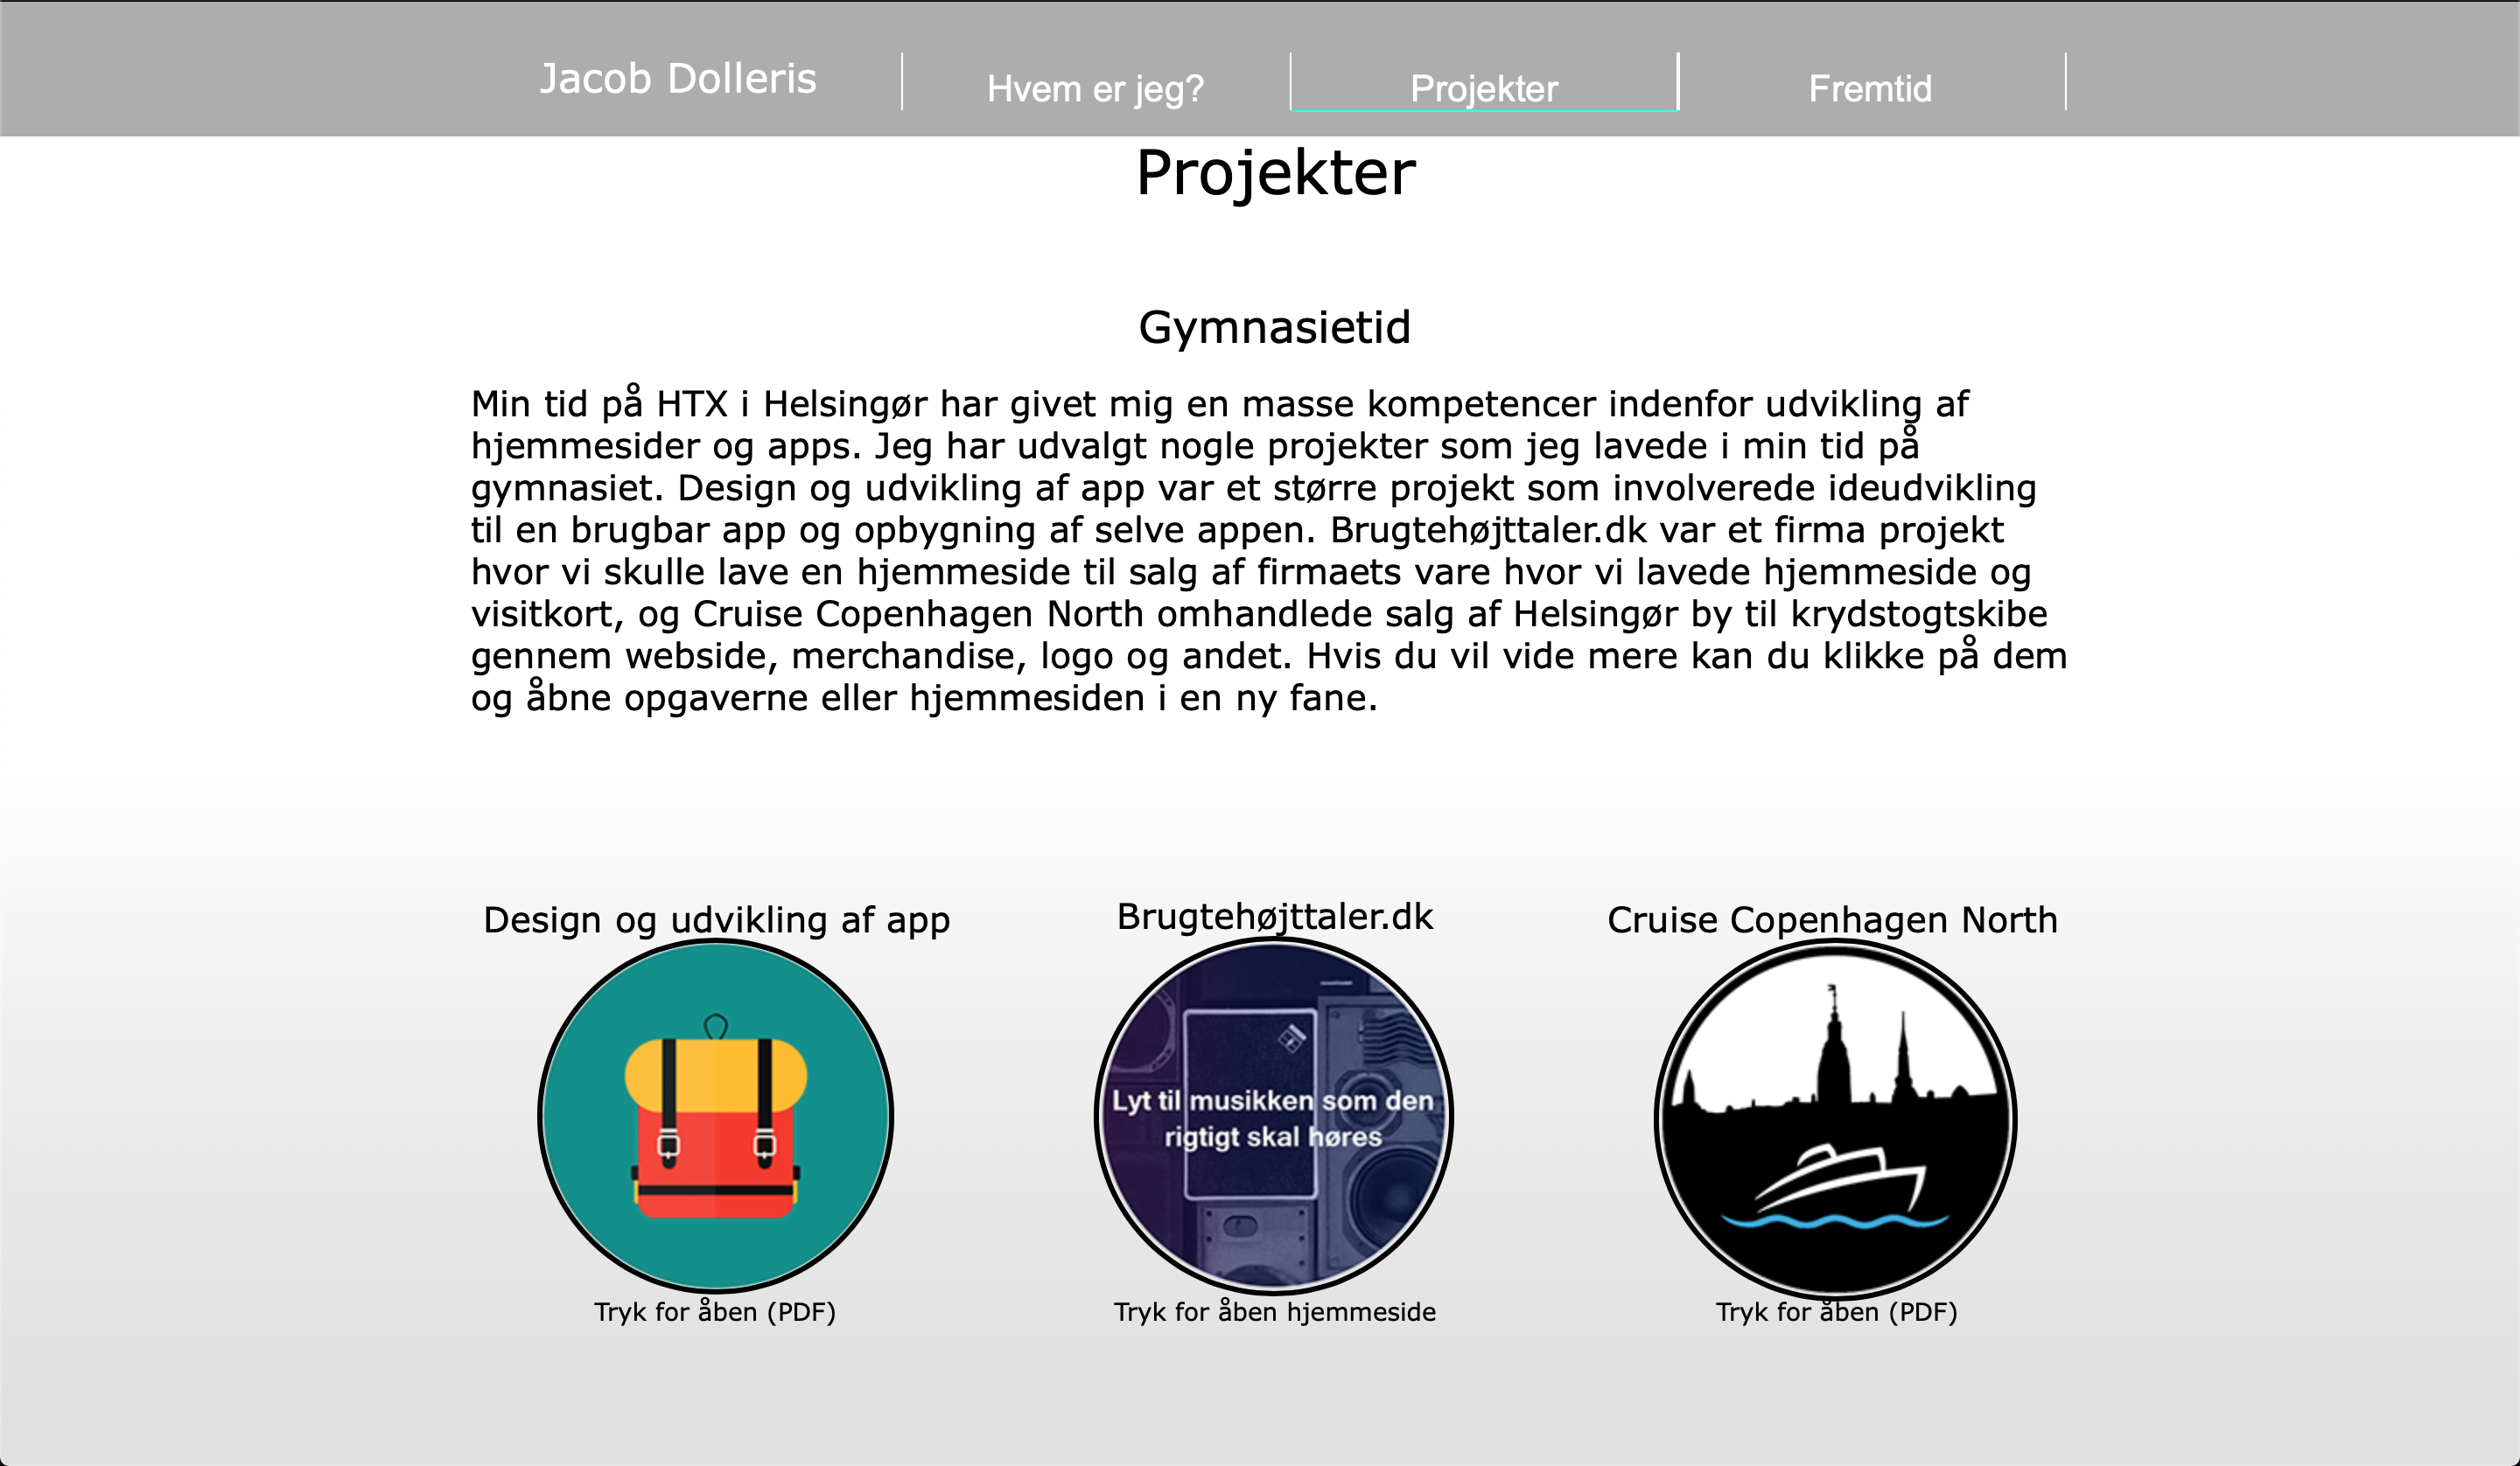 Jacob Dolleris
Hvem er jeg?
Projekter
Fremtid
Projekter
Gymnasietid
Min tid på HTX i Helsingør har givet mig en masse kompetencer indenfor udvikling af
hjemmesider og apps. Jeg har udvalgt nogle projekter som jeg lavede i min tid på
gymnasiet. Design og udvikling af app var et større projekt som involverede ideudvikling
til en brugbar app og opbygning af selve appen. Brugtehøjttaler.dk var et firma projekt
hvor vi skulle lave en hjemmeside til salg af firmaets vare hvor vi lavede hjemmeside og
visitkort, og Cruise Copenhagen North omhandlede salg af Helsingør by til krydstogtskibe
gennem webside, merchandise, logo og andet. Hvis du vil vide mere kan du klikke på dem
og åbne opgaverne eller hjemmesiden i en ny fane.
Design og udvikling af app
Tryk for åben (PDF)
Brugtehøjttaler.dk
Lyt til musikken som den
rigtigt skal høres
Tryk for åben hjemmeside
Cruise Copenhagen North
Tryk for åben (PDF)